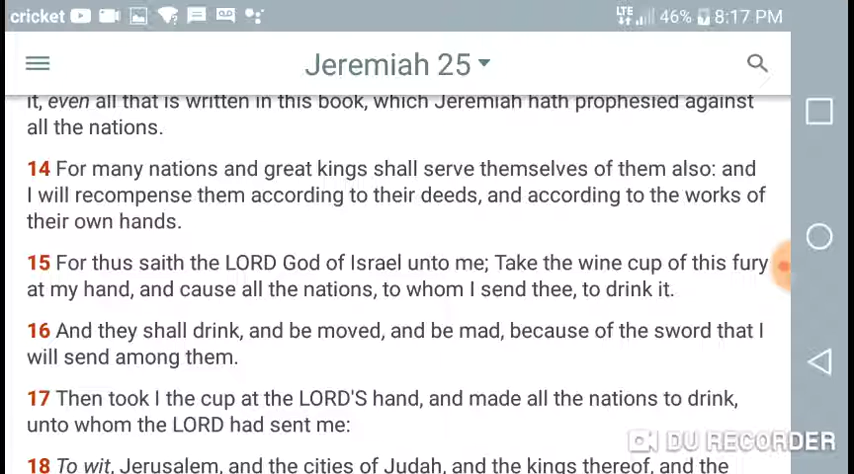 cricket LTE 46% 8:17 PM
Jeremiah 25
it, even all that is written in this book, which Jeremiah hath prophesied against
all the nations.
14 For many nations and great kings shall serve themselves of them also: and
I will recompense them according to their deeds, and according to the works of
their own hands.
15 For thus saith the LORD God of Israel unto me; Take the wine cup of this fury
at my hand, and cause all the nations, to whom I send thee, to drink it.
16 And they shall drink, and be moved, and be mad, because of the sword that I
will send among them.
17 Then took I the cup at the LORD'S hand, and made all the nations to drink,
unto whom the LORD had sent me:
DU RECORDER
18 To wit, Jerusalem, and the cities of Judah, and the kings thereof, and the